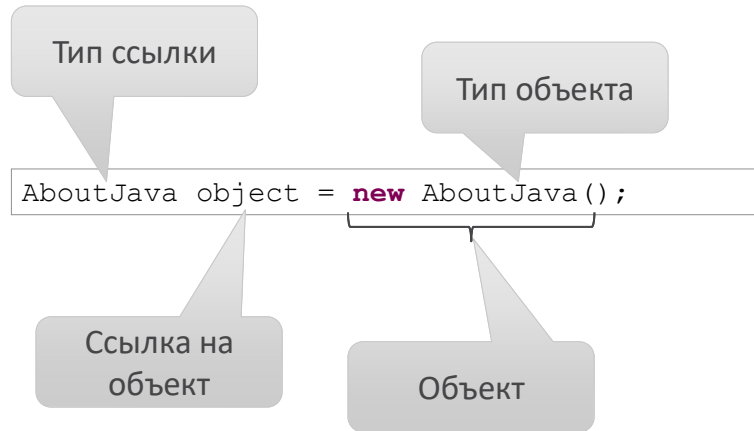 Тип ссылки
Тип объекта
AboutJava object = new AboutJava();
Ссылка на
объект
Объект